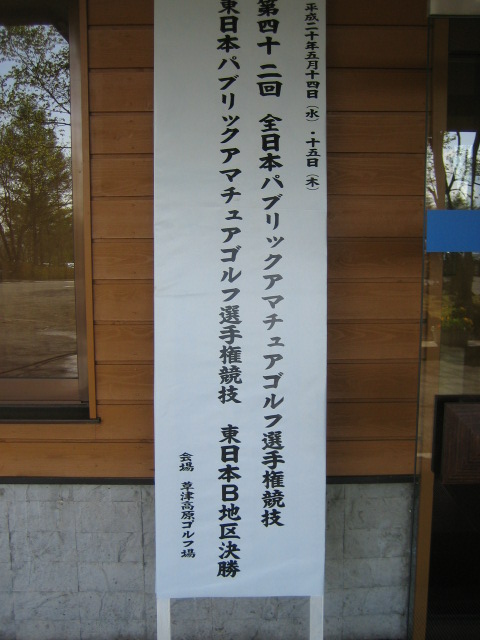 平成二十年五月十四日（水）・十五日（木）
第四十二回 全日本パブリックアマチュアゴルフ選手権競技
東日本パブリックアマチュアゴルフ選手権競技 東日本B地区決勝
会場 草津高原ゴルフ場